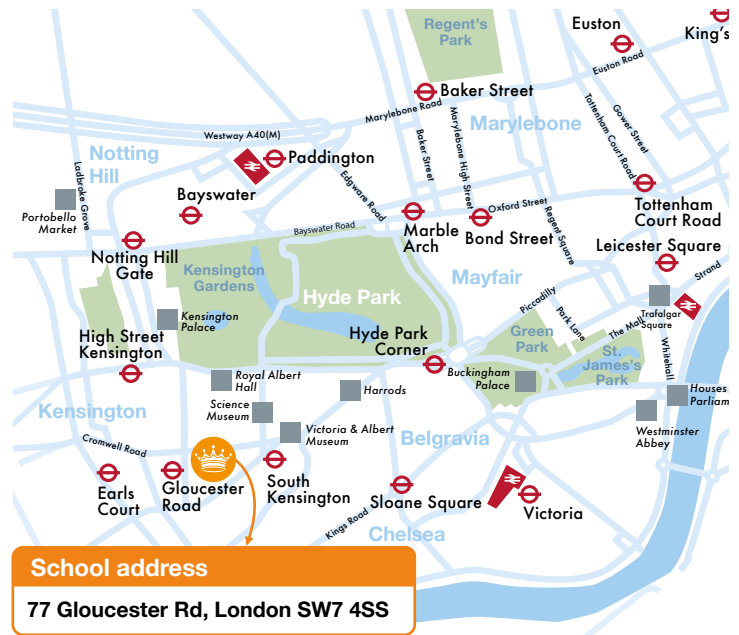 Regent's
Park
Euston
King's
Euston Road
Baker Street
Marylebone Road
Marylebone
Tottenham Court Road
Gower Street
Westway A40(M)
Baker Street
Marylebone High Street
Notting
Hill
Paddington
Ladbroke Grove
Edgware Road
Bayswater
Portobello
Market
Oxford Street
Tottenham
Court Road
Bayswater Road
Marble
Arch
Bond Street
Regent Square
Notting Hill
Gate
Leicester Square
Kensington
Gardens
Mayfair
Strand
Hyde Park
Piccadilly
Park Lane
Trafalgar
Square
Kensington
Palace
The Mall
High Street
Kensington
Hyde Park
Corner
Green
Park
St.
James's
Park
Whitehall
Buckingham
Palace
Royal Albert
Hall
Harrods
Houses
Parliam
Science
Museum
Kensington
Victoria & Albert
Museum
Belgravia
Westminster
Abbey
Cromwell Road
Earls
Court
Gloucester
Road
South
Kensington
Sloane Square
Victoria
Kings Road
Chelsea
School address
77 Gloucester Rd, London SW7 4SS